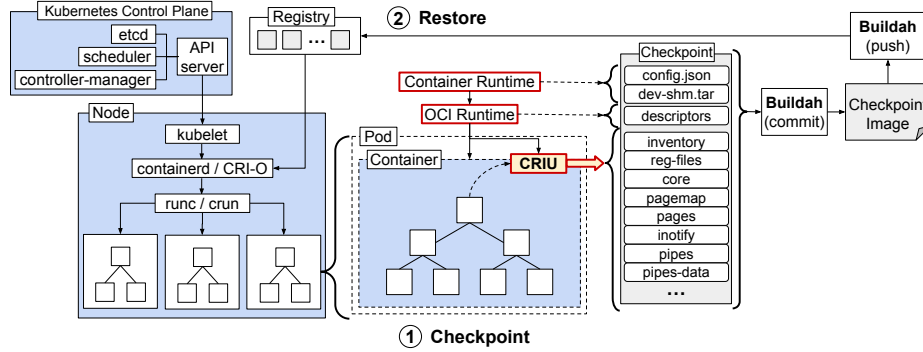 Kubernetes Control Plane
etcd
scheduler
controller-manager
API
server
Registry
...
2 Restore
Buildah
(push)
Node
kubelet
containerd / CRI-O
runc / crun
Container Runtime
OCI Runtime
Pod
Container
CRIU
Checkpoint
config.json
dev-shm.tar
descriptors
inventory
reg-files
core
pagemap
pages
inotify
pipes
pipes-data
...
Buildah
(commit)
Checkpoint
Image
1 Checkpoint